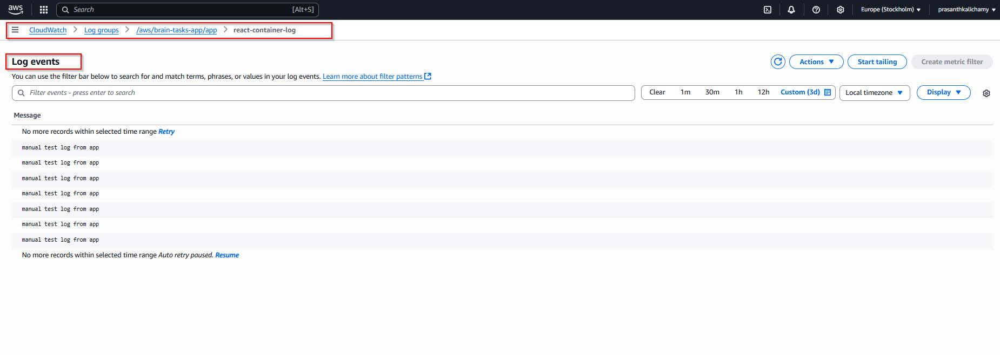 aws Search [Alt+S] Europe (Stockholm) prasanthkalichamy
CloudWatch Log groups /aws/brain-tasks-app/app react-container-log
Log events Actions Start tailing Create metric filter
You can use the filter bar below to search for and match terms, phrases, or values in your log events. Learn more about filter patterns
Filter events - press enter to search Clear 1m 30m 1h 12h Custom (3d) Local timezone Display
Message
No more records within selected time range Retry
manual test log from app
manual test log from app
manual test log from app
manual test log from app
manual test log from app
manual test log from app
manual test log from app
No more records within selected time range Auto retry paused. Resume